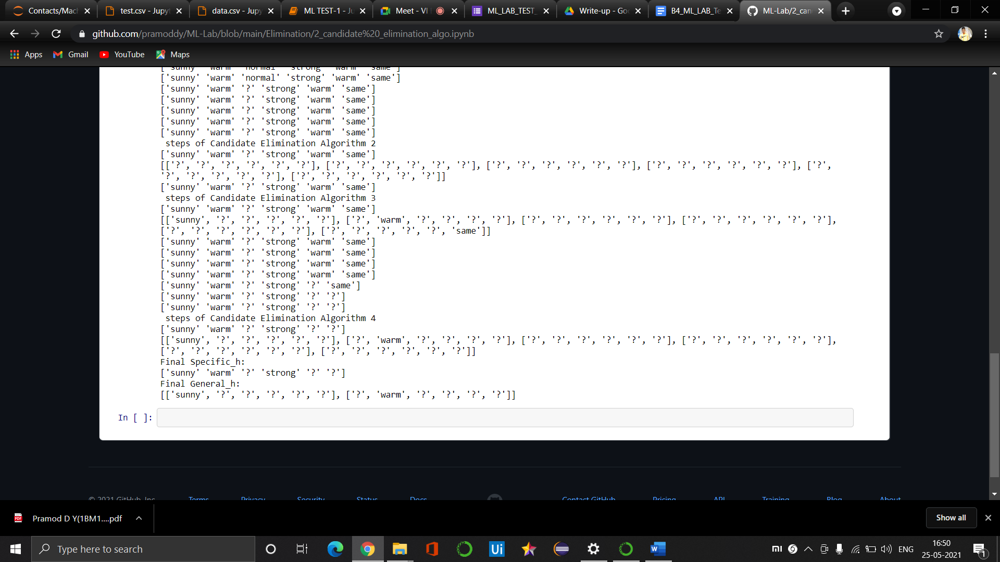 Contacts/Mac
test.csv - Jupyt
data.csv - Jupy
ML TEST-1 - Ju
Meet - VI
ML_LAB_TEST_
Write-up - Goo
B4_ML_LAB_Te
ML-Lab/2_can
github.com/pramoddy/ML-Lab/blob/main/Elimination/2_candidate%20_elimination_algo.ipynb
Apps Gmail YouTube Maps
['sunny' 'warm' 'normal' 'strong' 'warm' 'same']
['sunny' 'warm' 'normal' 'strong' 'warm' 'same']
['sunny' 'warm' '?' 'strong' 'warm' 'same']
['sunny' 'warm' '?' 'strong' 'warm' 'same']
['sunny' 'warm' '?' 'strong' 'warm' 'same']
['sunny' 'warm' '?' 'strong' 'warm' 'same']
['sunny' 'warm' '?' 'strong' 'warm' 'same']
steps of Candidate Elimination Algorithm 2
['sunny' 'warm' '?' 'strong' 'warm' 'same']
[['?', '?', '?', '?', '?', '?'], ['?', '?', '?', '?', '?', '?'], ['?', '?', '?', '?', '?', '?'], ['?', '?', '?', '?', '?', '?'], ['?',
'?', '?', '?', '?', '?'], ['?', '?', '?', '?', '?', '?']]
['sunny' 'warm' '?' 'strong' 'warm' 'same']
steps of Candidate Elimination Algorithm 3
['sunny' 'warm' '?' 'strong' 'warm' 'same']
[['sunny', '?', '?', '?', '?', '?'], ['?', 'warm', '?', '?', '?', '?'], ['?', '?', '?', '?', '?', '?'], ['?', '?', '?', '?', '?', '?'],
['?', '?', '?', '?', '?', '?'], ['?', '?', '?', '?', '?', 'same']]
['sunny' 'warm' '?' 'strong' 'warm' 'same']
['sunny' 'warm' '?' 'strong' 'warm' 'same']
['sunny' 'warm' '?' 'strong' 'warm' 'same']
['sunny' 'warm' '?' 'strong' 'warm' 'same']
['sunny' 'warm' '?' 'strong' '?' 'same']
['sunny' 'warm' '?' 'strong' '?' '?']
['sunny' 'warm' '?' 'strong' '?' '?']
steps of Candidate Elimination Algorithm 4
['sunny' 'warm' '?' 'strong' '?' '?']
[['sunny', '?', '?', '?', '?', '?'], ['?', 'warm', '?', '?', '?', '?'], ['?', '?', '?', '?', '?', '?'], ['?', '?', '?', '?', '?', '?'],
['?', '?', '?', '?', '?', '?'], ['?', '?', '?', '?', '?', '?']]
Final Specific_h:
['sunny' 'warm' '?' 'strong' '?' '?']
Final General_h:
[['sunny', '?', '?', '?', '?', '?'], ['?', 'warm', '?', '?', '?', '?']]
In [ ]:
© 2021 GitHub, Inc. Terms Privacy Security Status Docs Contact GitHub Pricing API Training Blog About
Pramod D Y(1BM1....pdf
Show all
Type here to search
Ui
mi
ENG
16:50
25-05-2021
1